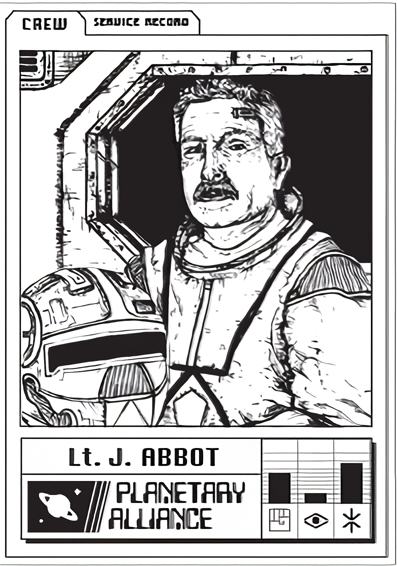 CREW
SERVICE RECORD
Lt. J. ABBOT
PLANETARY
ALLIANCE